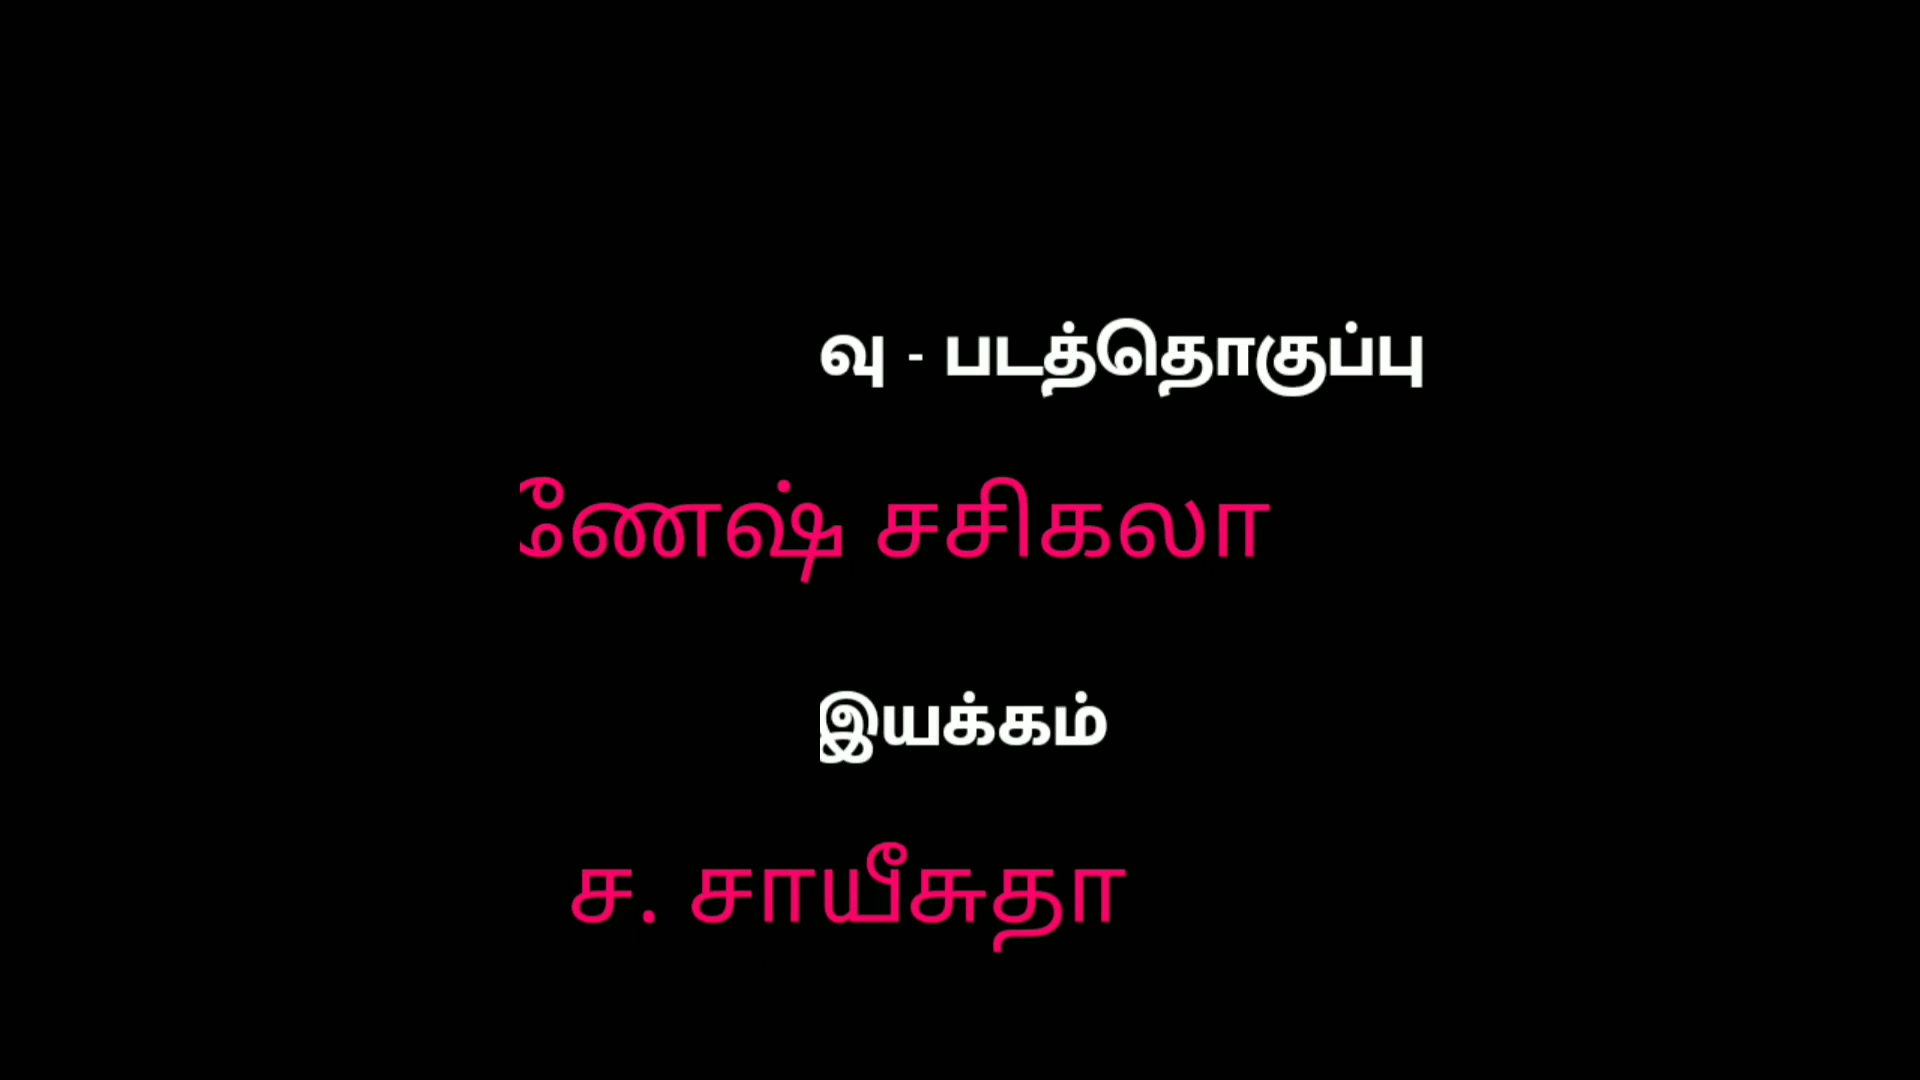 வு - படத்தொகுப்பு
ணேஷ் சசிகலா
இயக்கம்
ச. சாயீசுதா